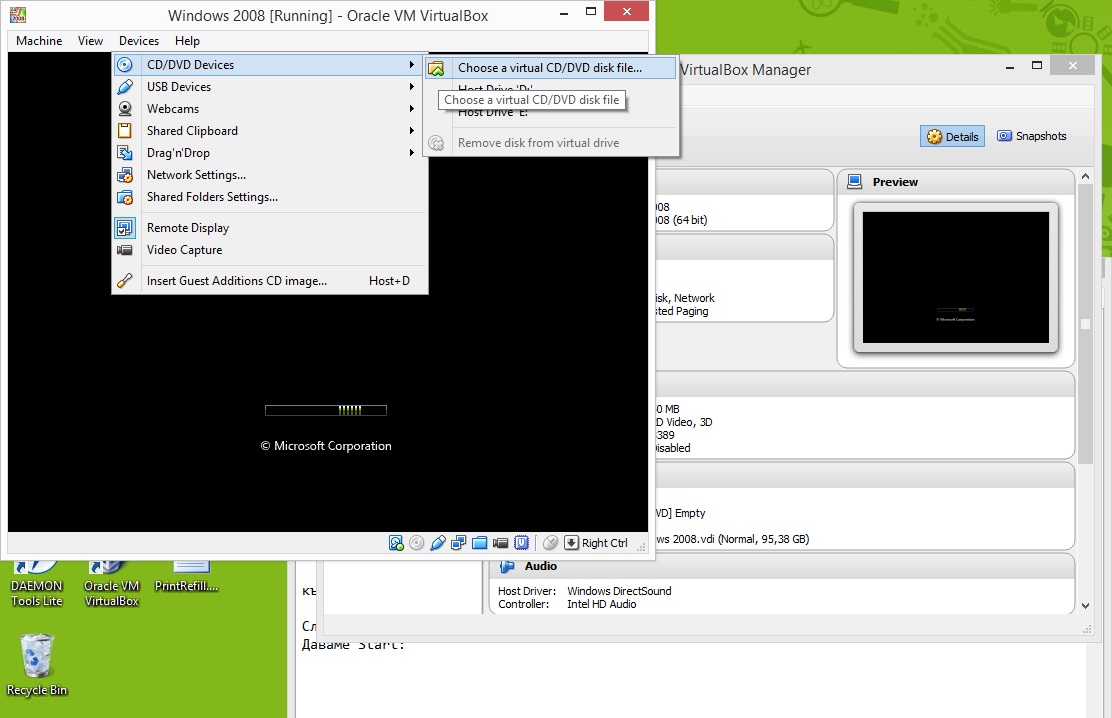 Windows 2008 [Running] - Oracle VM VirtualBox
Machine View Devices Help
CD/DVD Devices
USB Devices
Webcams
Shared Clipboard
Drag'n'Drop
Network Settings...
Shared Folders Settings...
Remote Display
Video Capture
Insert Guest Additions CD image... Host+D
Choose a virtual CD/DVD disk file...
Host Drive 'D:'
Choose a virtual CD/DVD disk file
Host Drive 'E:'
Remove disk from virtual drive
© Microsoft Corporation
Right Ctrl
VirtualBox Manager
Details Snapshots
08
08 (64 bit)
isk, Network
sted Paging
Preview
© Microsoft Corporation
0 MB
D Video, 3D
389
isabled
VD] Empty
ws 2008.vdi (Normal, 95,38 GB)
Audio
Host Driver: Windows DirectSound
Controller: Intel HD Audio
DAEMON
Tools Lite
Oracle VM
VirtualBox
PrintRefill....
Recycle Bin
къ
Сл
Даваме Start: